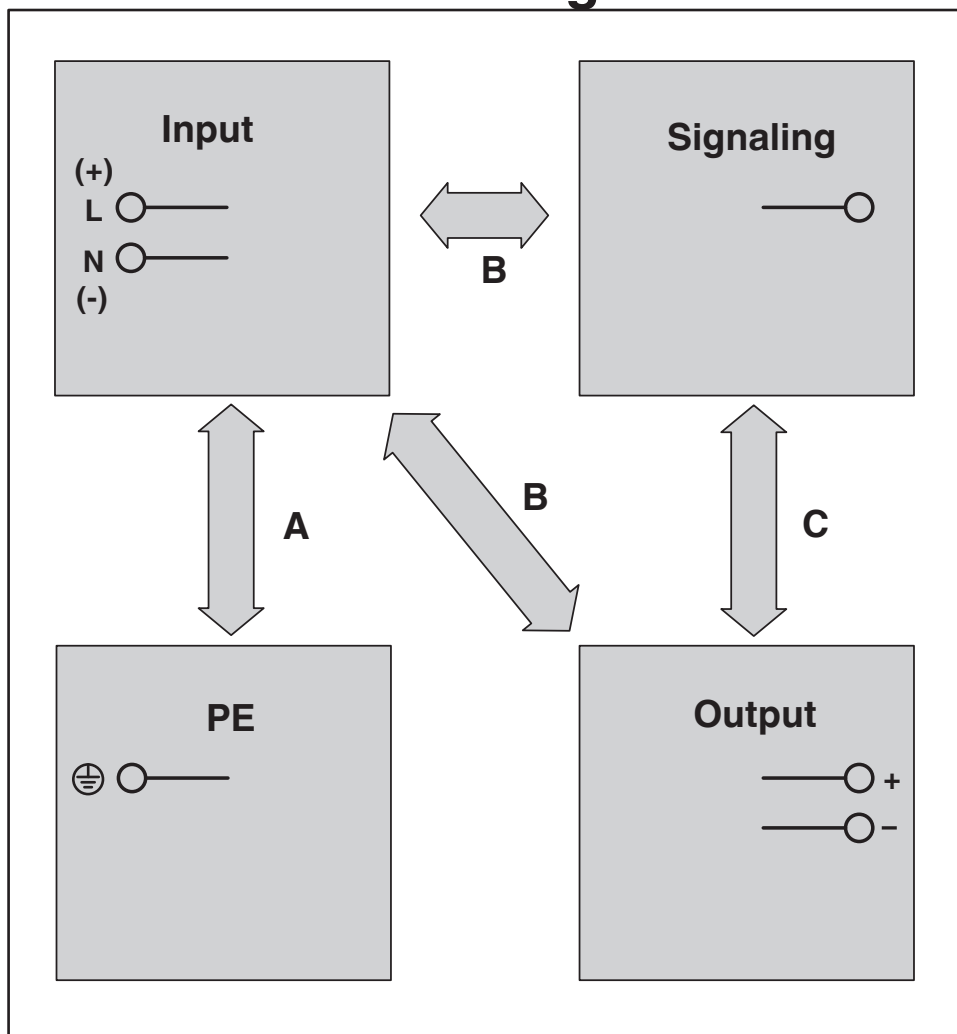 Input
(+)
L
N
(-)
Signaling
B
A
B
C
PE
Output
+
–